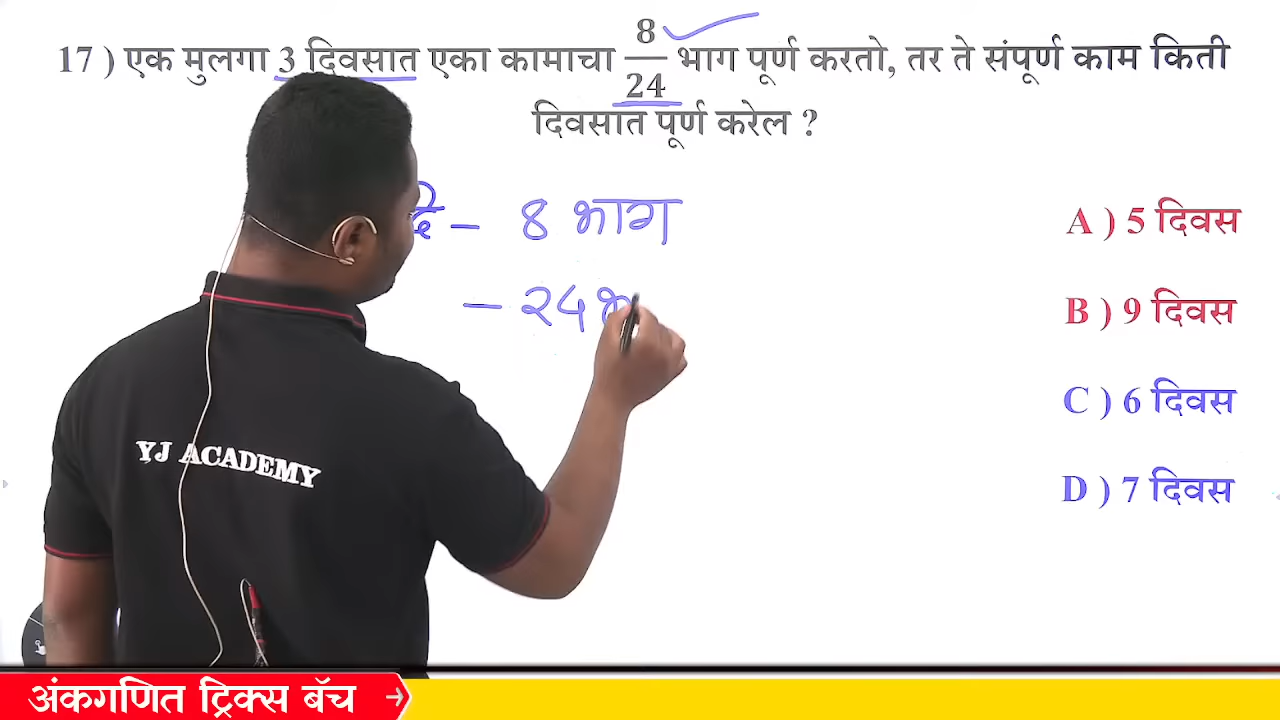 17 ) एक मुलगा 3 दिवसात एका कामाचा 8/24 भाग पूर्ण करतो, तर ते संपूर्ण काम किती
दिवसात पूर्ण करेल ?
दि – 8 भाग
– 24 भ
A ) 5 दिवस
B ) 9 दिवस
C ) 6 दिवस
D ) 7 दिवस
YJ ACADEMY
अंकगणित ट्रिक्स बॅच